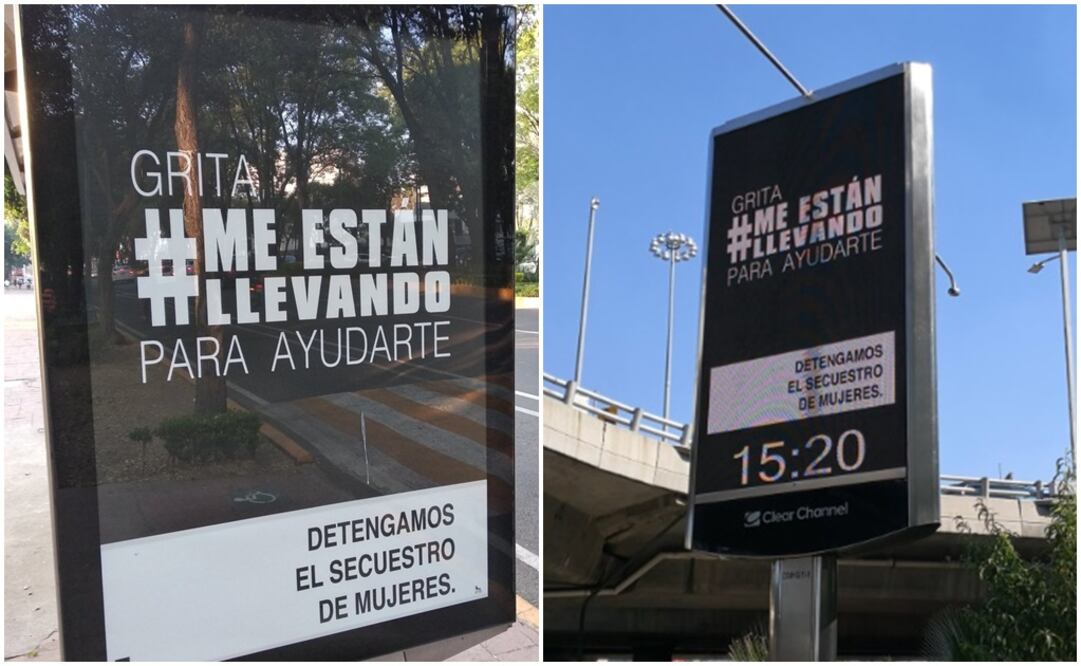 GRITA
#ME ESTÁN
LLEVANDO
PARA AYUDARTE
DETENGAMOS
EL SECUESTRO
DE MUJERES.
GRITA
#ME ESTÁN
LLEVANDO
PARA AYUDARTE
DETENGAMOS
EL SECUESTRO
DE MUJERES.
15:20
Clear Channel